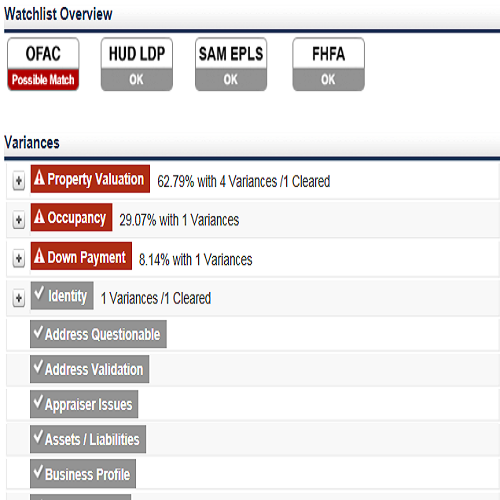 Watchlist Overview
OFAC HUD LDP SAM EPLS FHFA
Possible Match OK OK OK
Variances
Property Valuation 62.79% with 4 Variances /1 Cleared
Occupancy 29.07% with 1 Variances
Down Payment 8.14% with 1 Variances
Identity 1 Variances /1 Cleared
Address Questionable
Address Validation
Appraiser Issues
Assets / Liabilities
Business Profile